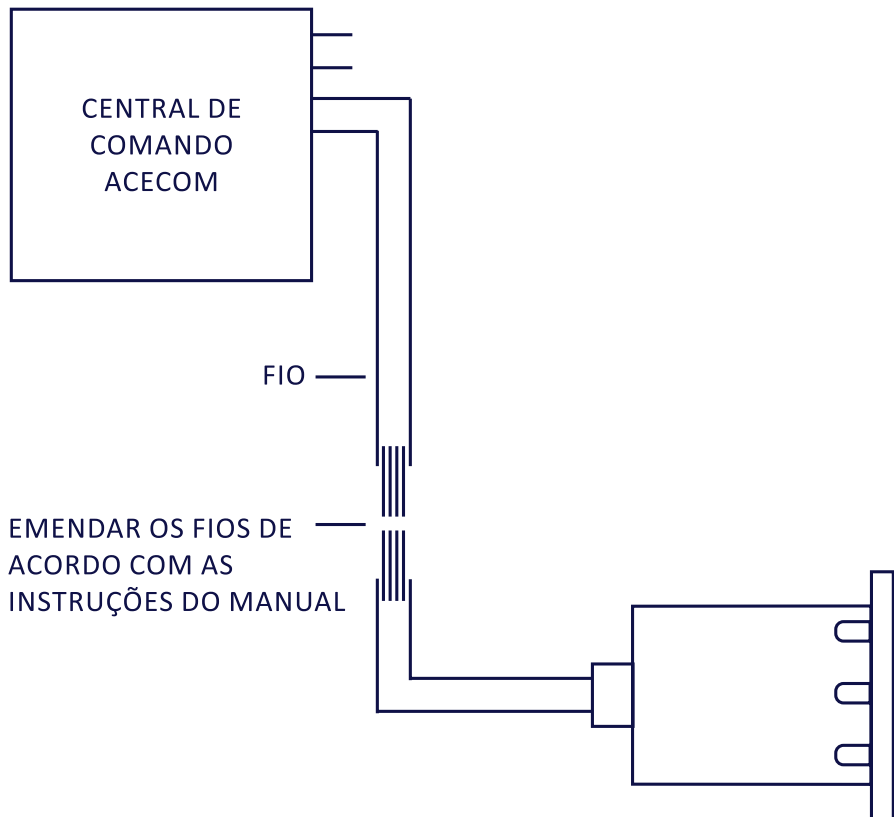 CENTRAL DE
COMANDO
ACECOM
FIO
EMENDAR OS FIOS DE
ACORDO COM AS
INSTRUÇÕES DO MANUAL